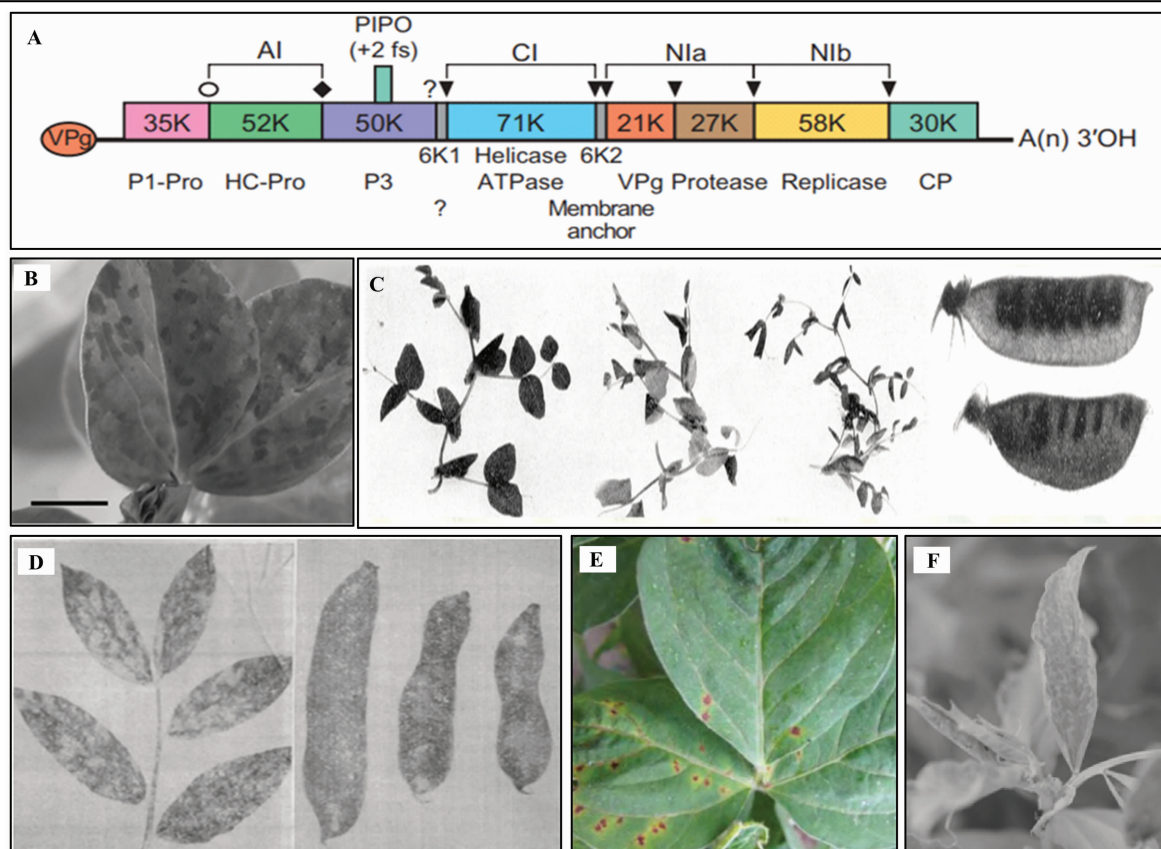 A
PIPO
(+2 fs)
AI
CI
NIa
NIb
?
VPg
35K
52K
50K
71K
21K
27K
58K
30K
A(n) 3′OH
6K1
Helicase
6K2
P1-Pro
HC-Pro
P3
ATPase
VPg
Protease
Replicase
CP
?
Membrane
anchor
B
C
D
E
F